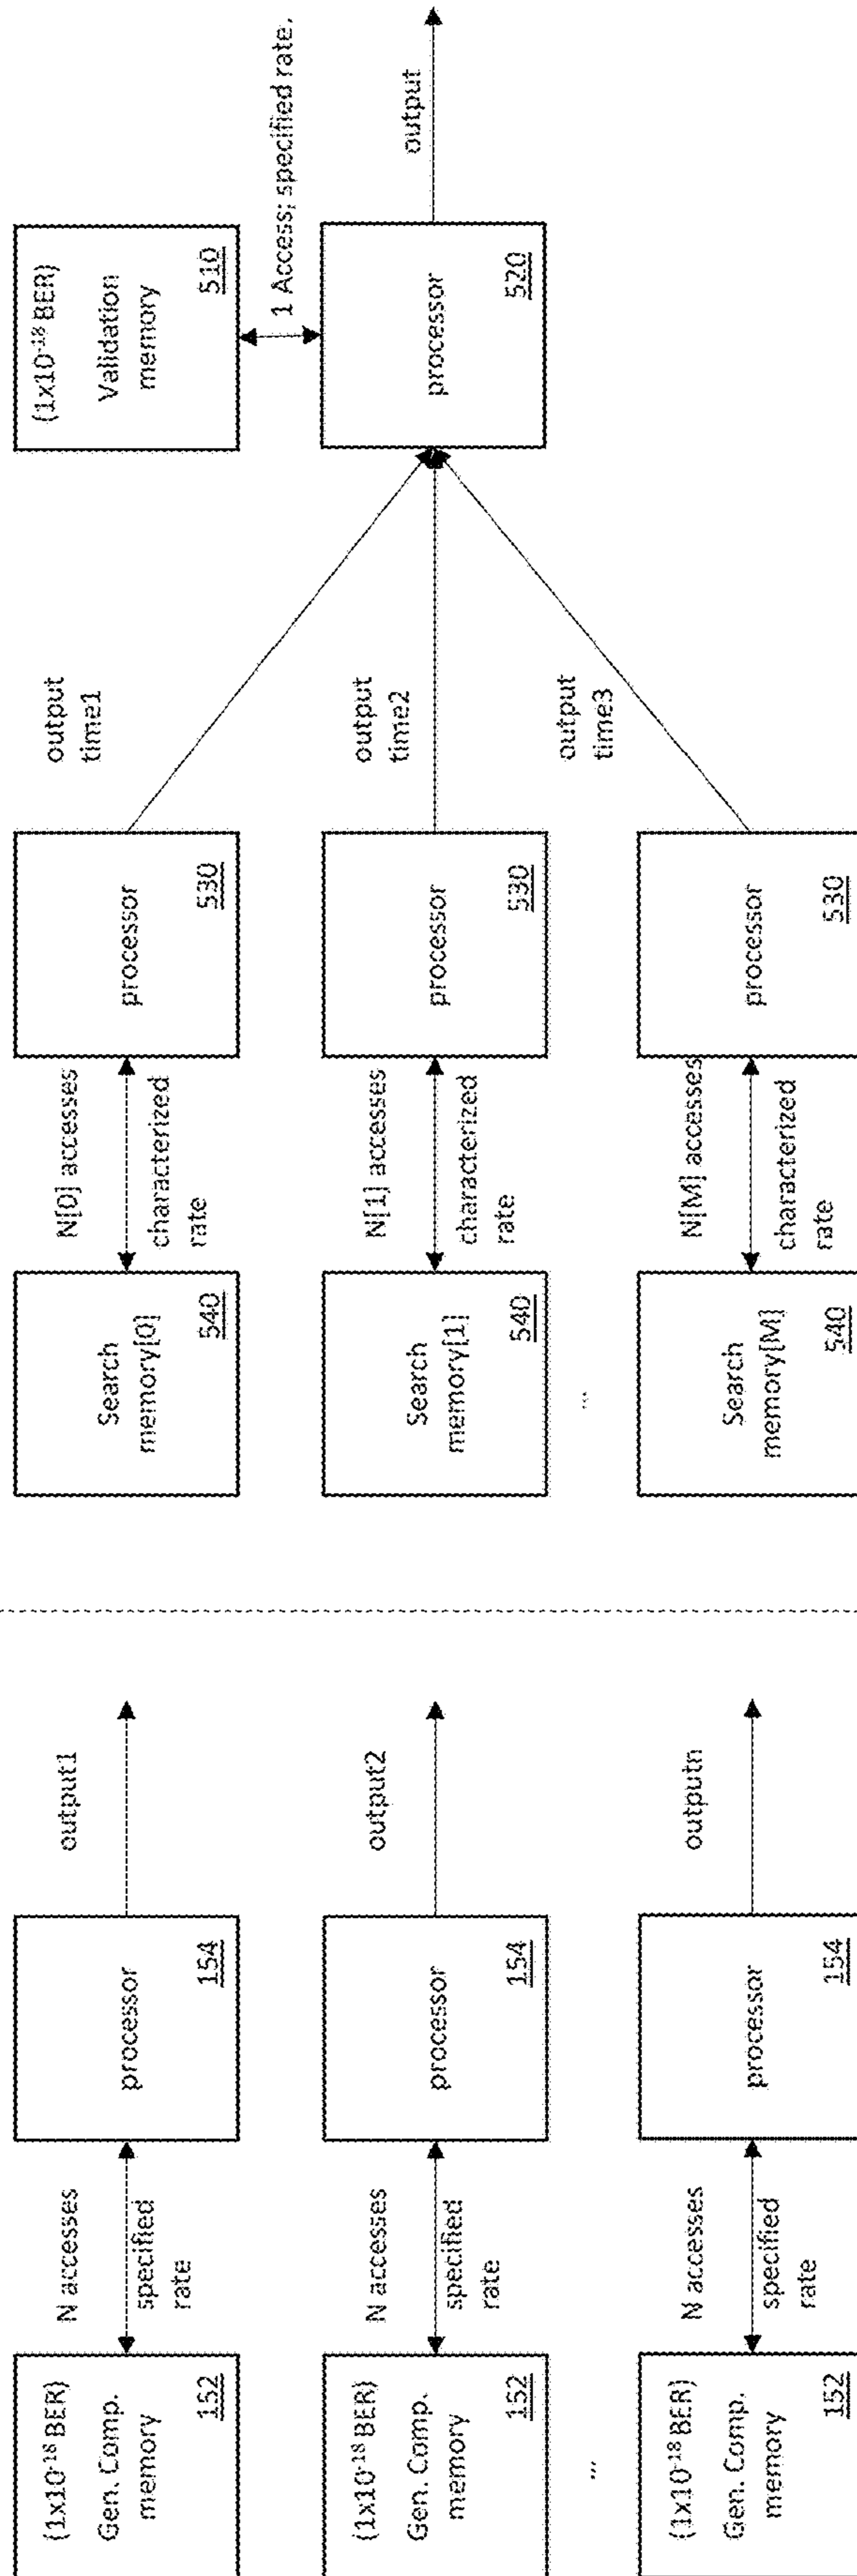 (1x10⁻¹⁸ BER)
Gen. Comp.
memory
152
N accesses
specified
rate
processor
154
output1
(1x10⁻¹⁸ BER)
Gen. Comp.
memory
152
N accesses
specified
rate
processor
154
output2
...
(1x10⁻¹⁸ BER)
Gen. Comp.
memory
152
N accesses
specified
rate
processor
154
outputn
Search
memory[0]
540
N[0] accesses
characterized
rate
processor
530
output
time1
Search
memory[1]
540
N[1] accesses
characterized
rate
processor
530
output
time2
...
Search
memory[M]
540
N[M] accesses
characterized
rate
processor
530
output
time3
(1x10⁻¹⁸ BER)
Validation
memory
510
1 Access; specified rate.
processor
520
output